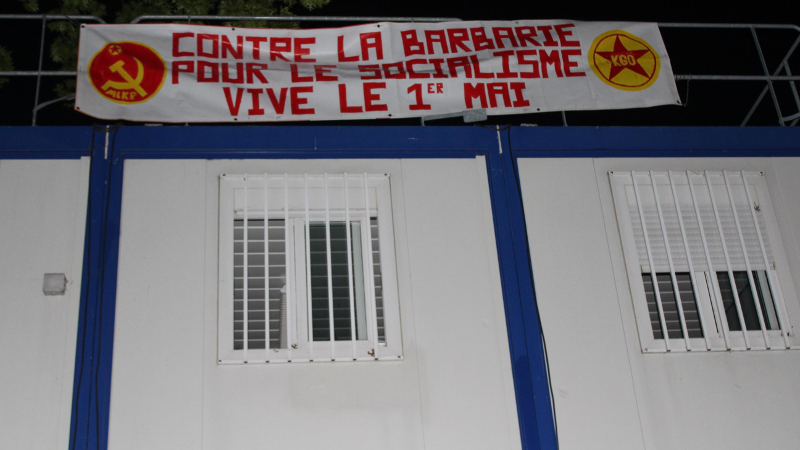 CONTRE LA BARBARIE
POUR LE SOCIALISME
VIVE LE 1ER MAI
MLKP
KGÖ